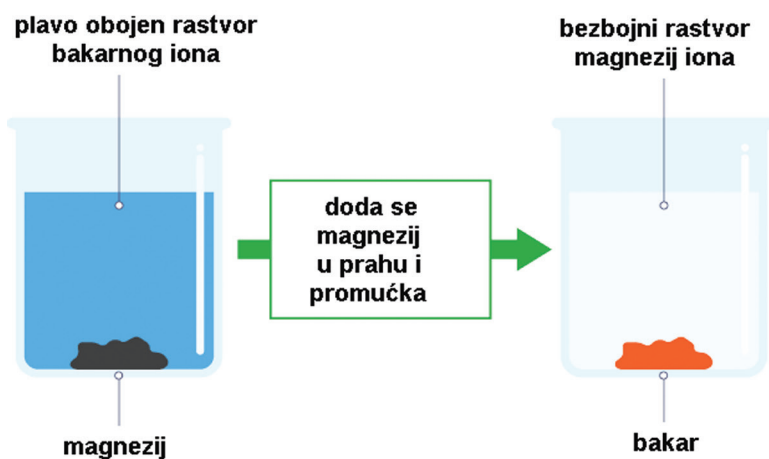 plavo obojen rastvor
bakarnog iona
bezbojni rastvor
magnezij iona
doda se
magnezij
u prahu i
promućka
magnezij
bakar